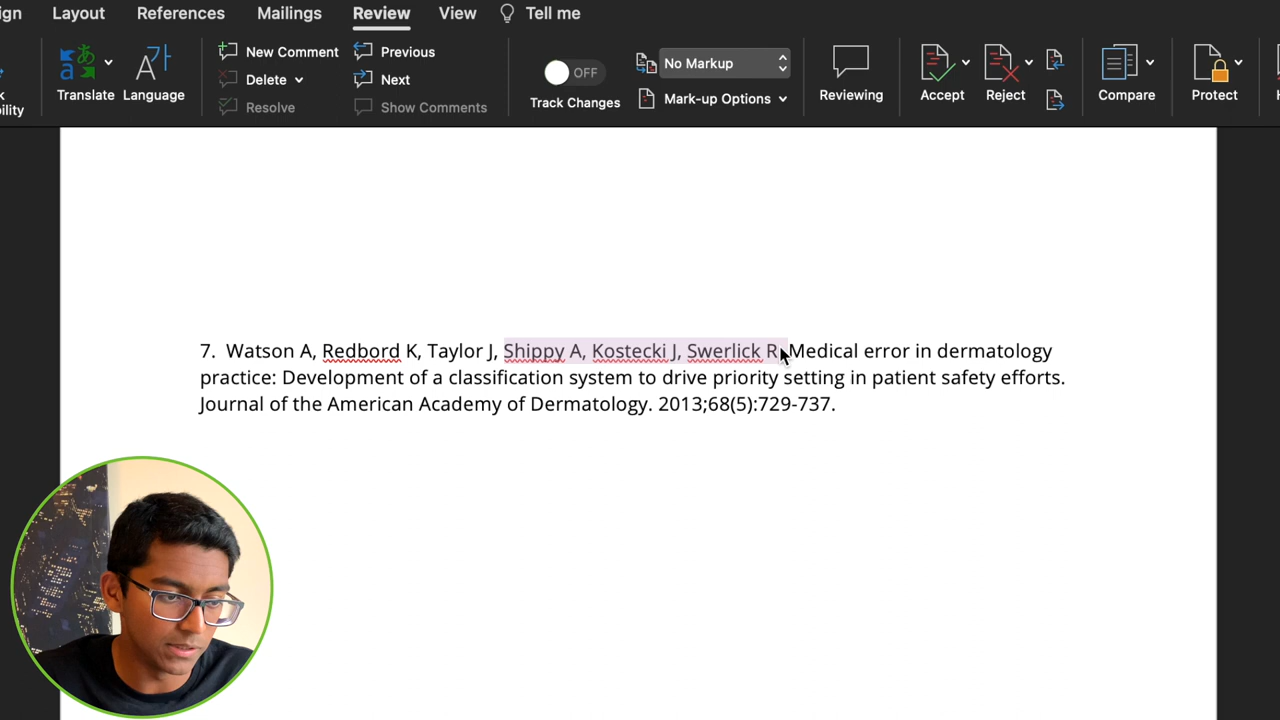 ign Layout References Mailings Review View Tell me
New Comment Previous No Markup
Delete Next OFF Mark-up Options
Resolve Show Comments Track Changes
k
ility Translate Language Reviewing Accept Reject Compare Protect H
7. Watson A, Redbord K, Taylor J, Shippy A, Kostecki J, Swerlick R. Medical error in dermatology
practice: Development of a classification system to drive priority setting in patient safety efforts.
Journal of the American Academy of Dermatology. 2013;68(5):729-737.